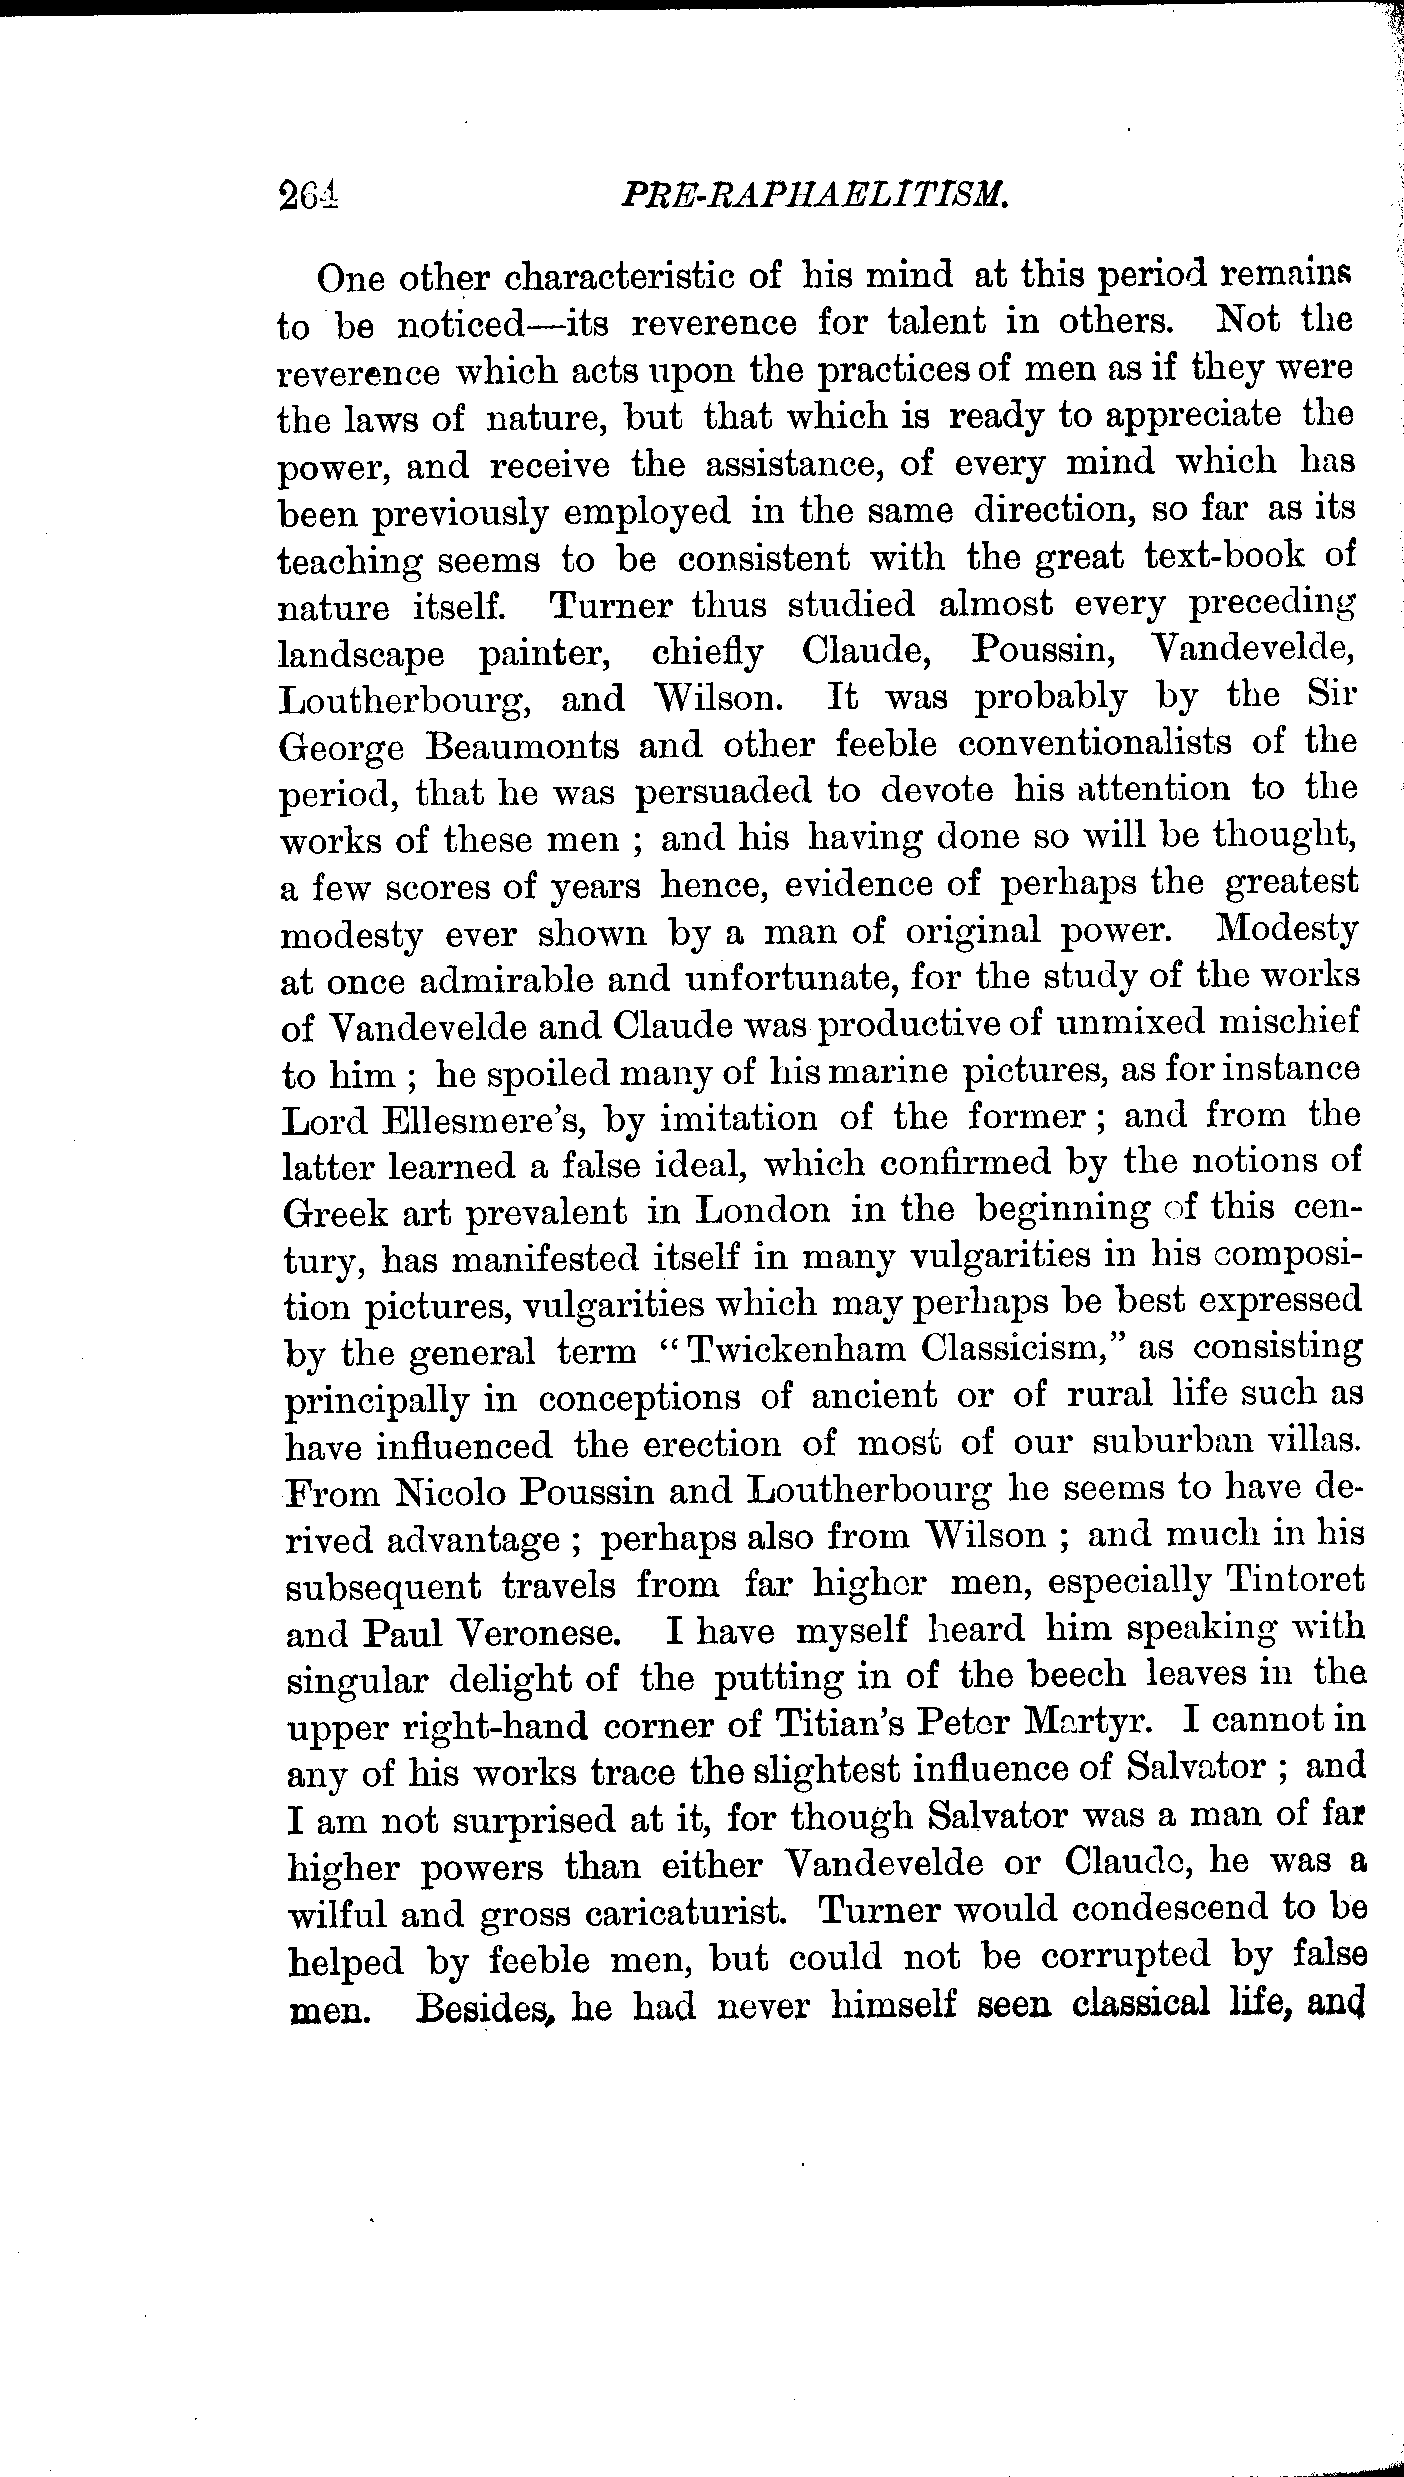 264 PRE-RAPHAELITISM.
One other characteristic of his mind at this period remains
to be noticed—its reverence for talent in others. Not the
reverence which acts upon the practices of men as if they were
the laws of nature, but that which is ready to appreciate the
power, and receive the assistance, of every mind which has
been previously employed in the same direction, so far as its
teaching seems to be consistent with the great text-book of
nature itself. Turner thus studied almost every preceding
landscape painter, chiefly Claude, Poussin, Vandevelde,
Loutherbourg, and Wilson. It was probably by the Sir
George Beaumonts and other feeble conventionalists of the
period, that he was persuaded to devote his attention to the
works of these men ; and his having done so will be thought,
a few scores of years hence, evidence of perhaps the greatest
modesty ever shown by a man of original power. Modesty
at once admirable and unfortunate, for the study of the works
of Vandevelde and Claude was productive of unmixed mischief
to him ; he spoiled many of his marine pictures, as for instance
Lord Ellesmere's, by imitation of the former ; and from the
latter learned a false ideal, which confirmed by the notions of
Greek art prevalent in London in the beginning of this cen-
tury, has manifested itself in many vulgarities in his composi-
tion pictures, vulgarities which may perhaps be best expressed
by the general term “Twickenham Classicism,” as consisting
principally in conceptions of ancient or of rural life such as
have influenced the erection of most of our suburban villas.
From Nicolo Poussin and Loutherbourg he seems to have de-
rived advantage ; perhaps also from Wilson ; and much in his
subsequent travels from far higher men, especially Tintoret
and Paul Veronese. I have myself heard him speaking with
singular delight of the putting in of the beech leaves in the
upper right-hand corner of Titian's Peter Martyr. I cannot in
any of his works trace the slightest influence of Salvator ; and
I am not surprised at it, for though Salvator was a man of far
higher powers than either Vandevelde or Claude, he was a
wilful and gross caricaturist. Turner would condescend to be
helped by feeble men, but could not be corrupted by false
men. Besides, he had never himself seen classical life, and